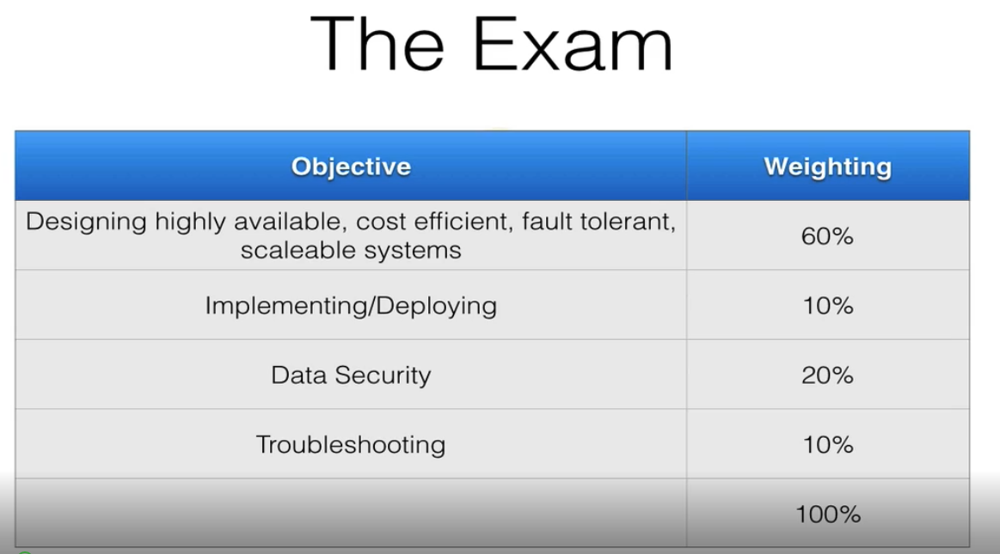 The Exam
Objective
Weighting
Designing highly available, cost efficient, fault tolerant,
scaleable systems
60%
Implementing/Deploying
10%
Data Security
20%
Troubleshooting
10%
100%